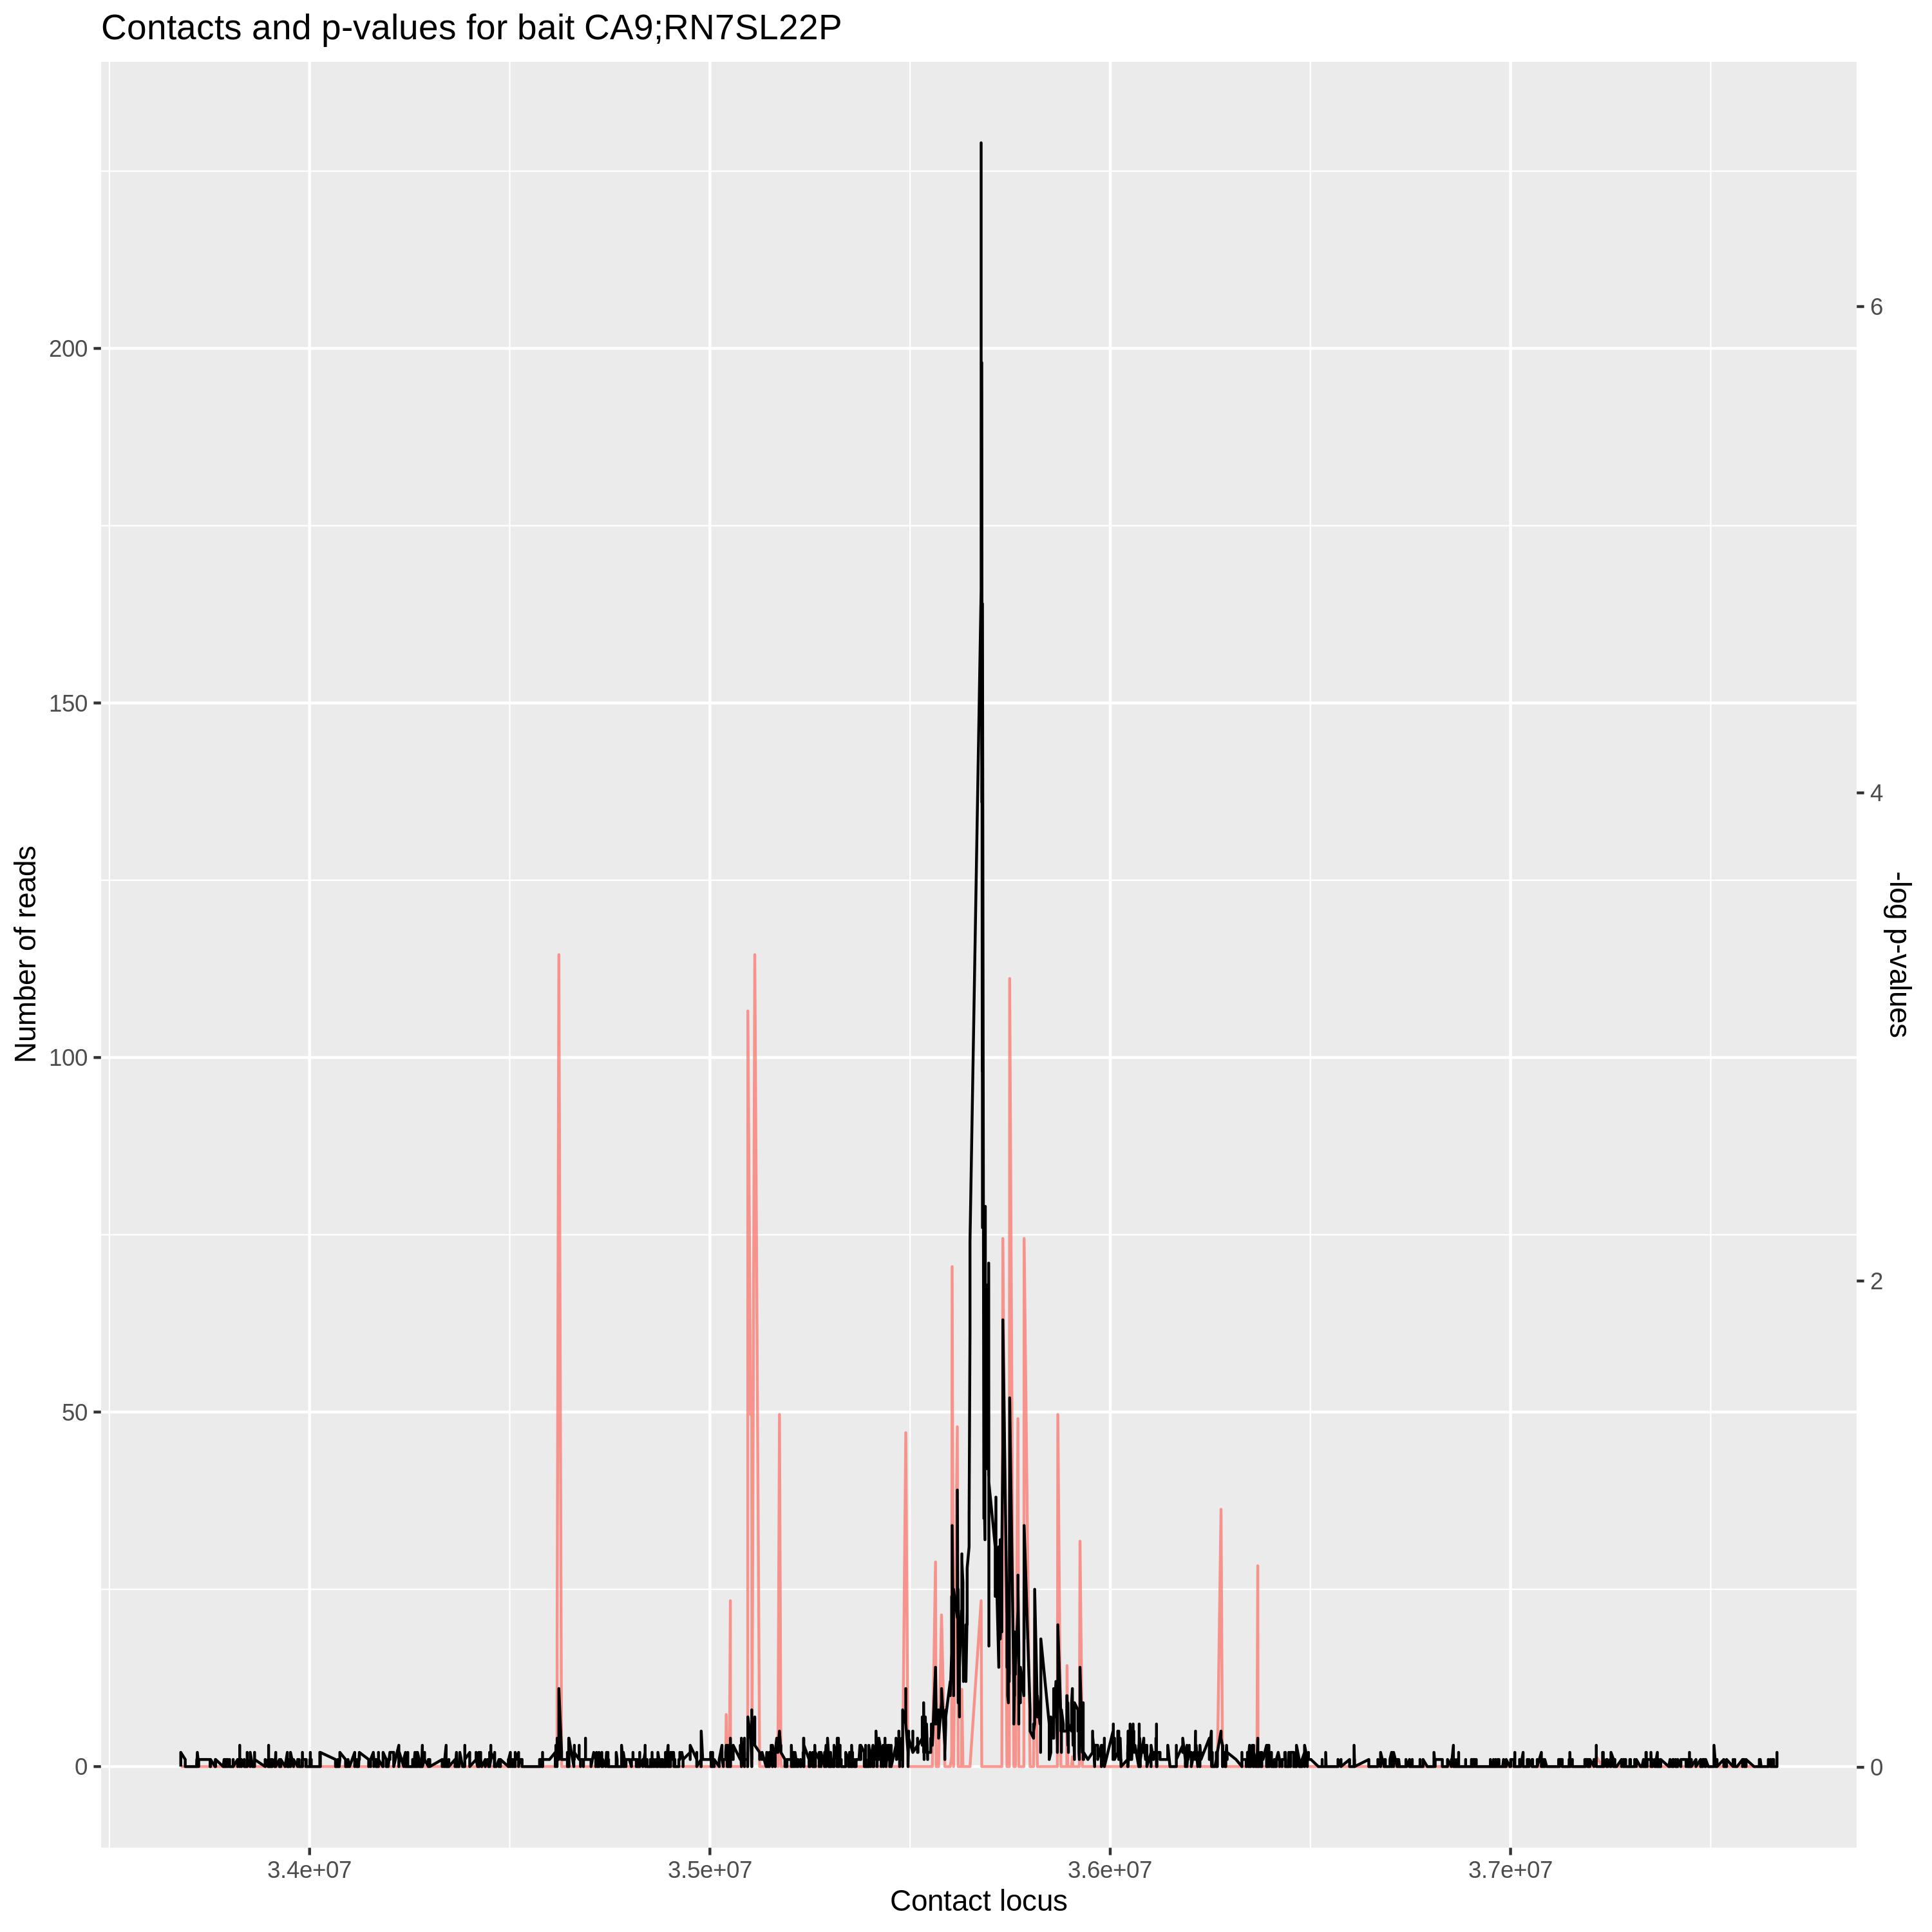 Contacts and p-values for bait CA9;RN7SL22P
Number of reads
200
150
100
50
0
6
4
2
0
-log p-values
3.4e+07 3.5e+07 3.6e+07 3.7e+07
Contact locus